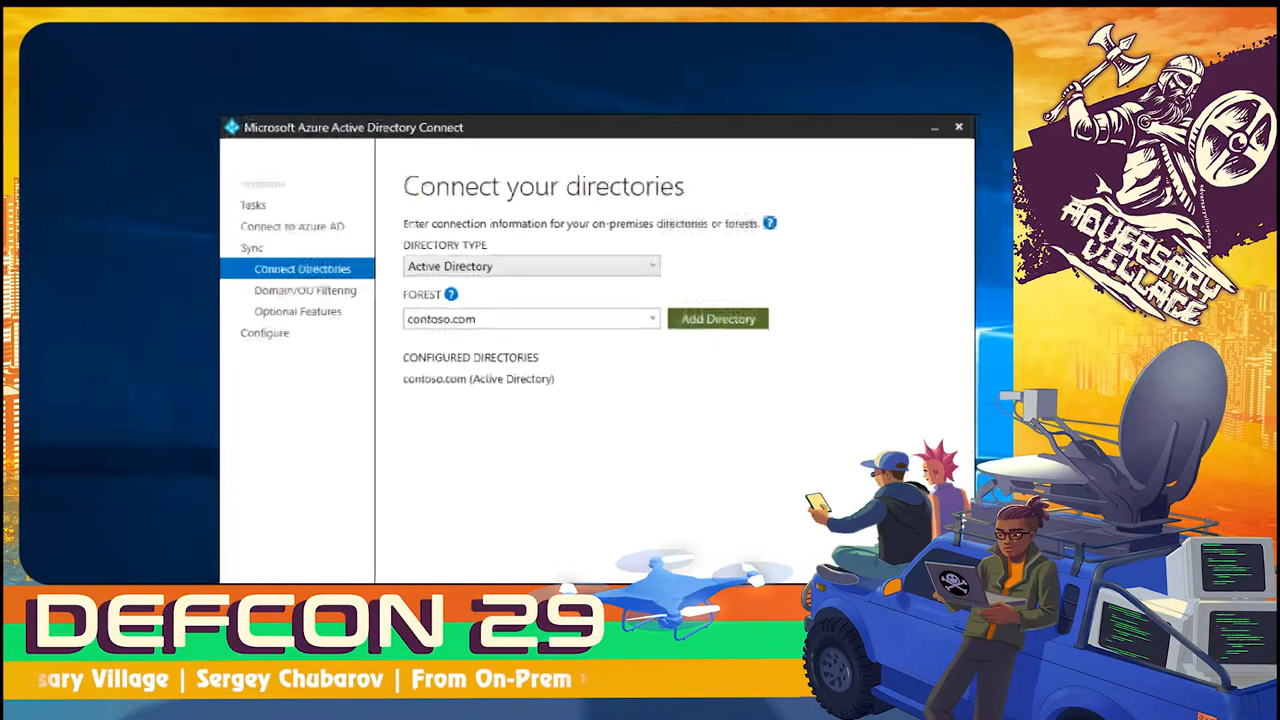 Microsoft Azure Active Directory Connect
Welcome
Tasks
Connect to Azure AD
Sync
Connect Directories
Domain/OU Filtering
Optional Features
Configure
Connect your directories
Enter connection information for your on-premises directories or forests.
?
DIRECTORY TYPE
Active Directory
FOREST ?
contoso.com
Add Directory
CONFIGURED DIRECTORIES
contoso.com (Active Directory)
ADVERSARY
VILLAGE
DEFCON 29
sary Village | Sergey Chubarov | From On-Prem